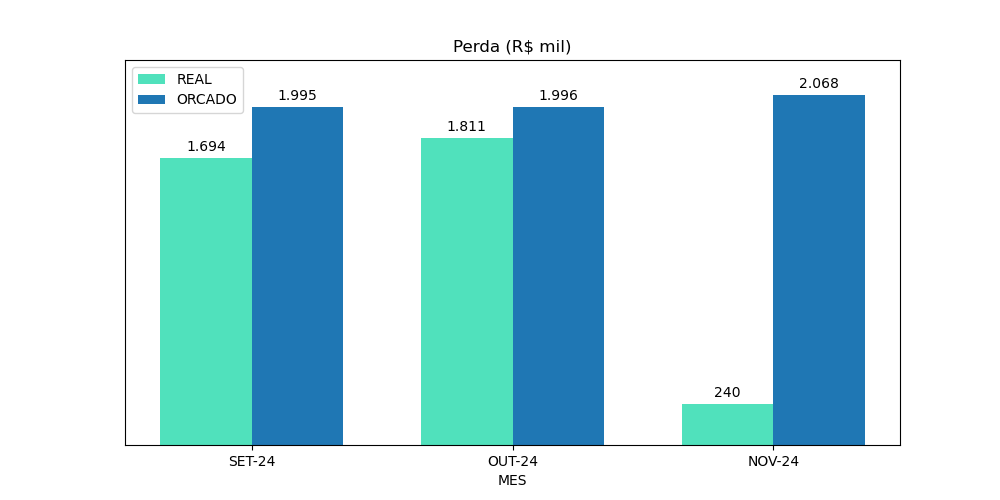 Perda (R$ mil)
REAL
ORCADO
1.694
1.995
1.811
1.996
240
2.068
SET-24
OUT-24
NOV-24
MES